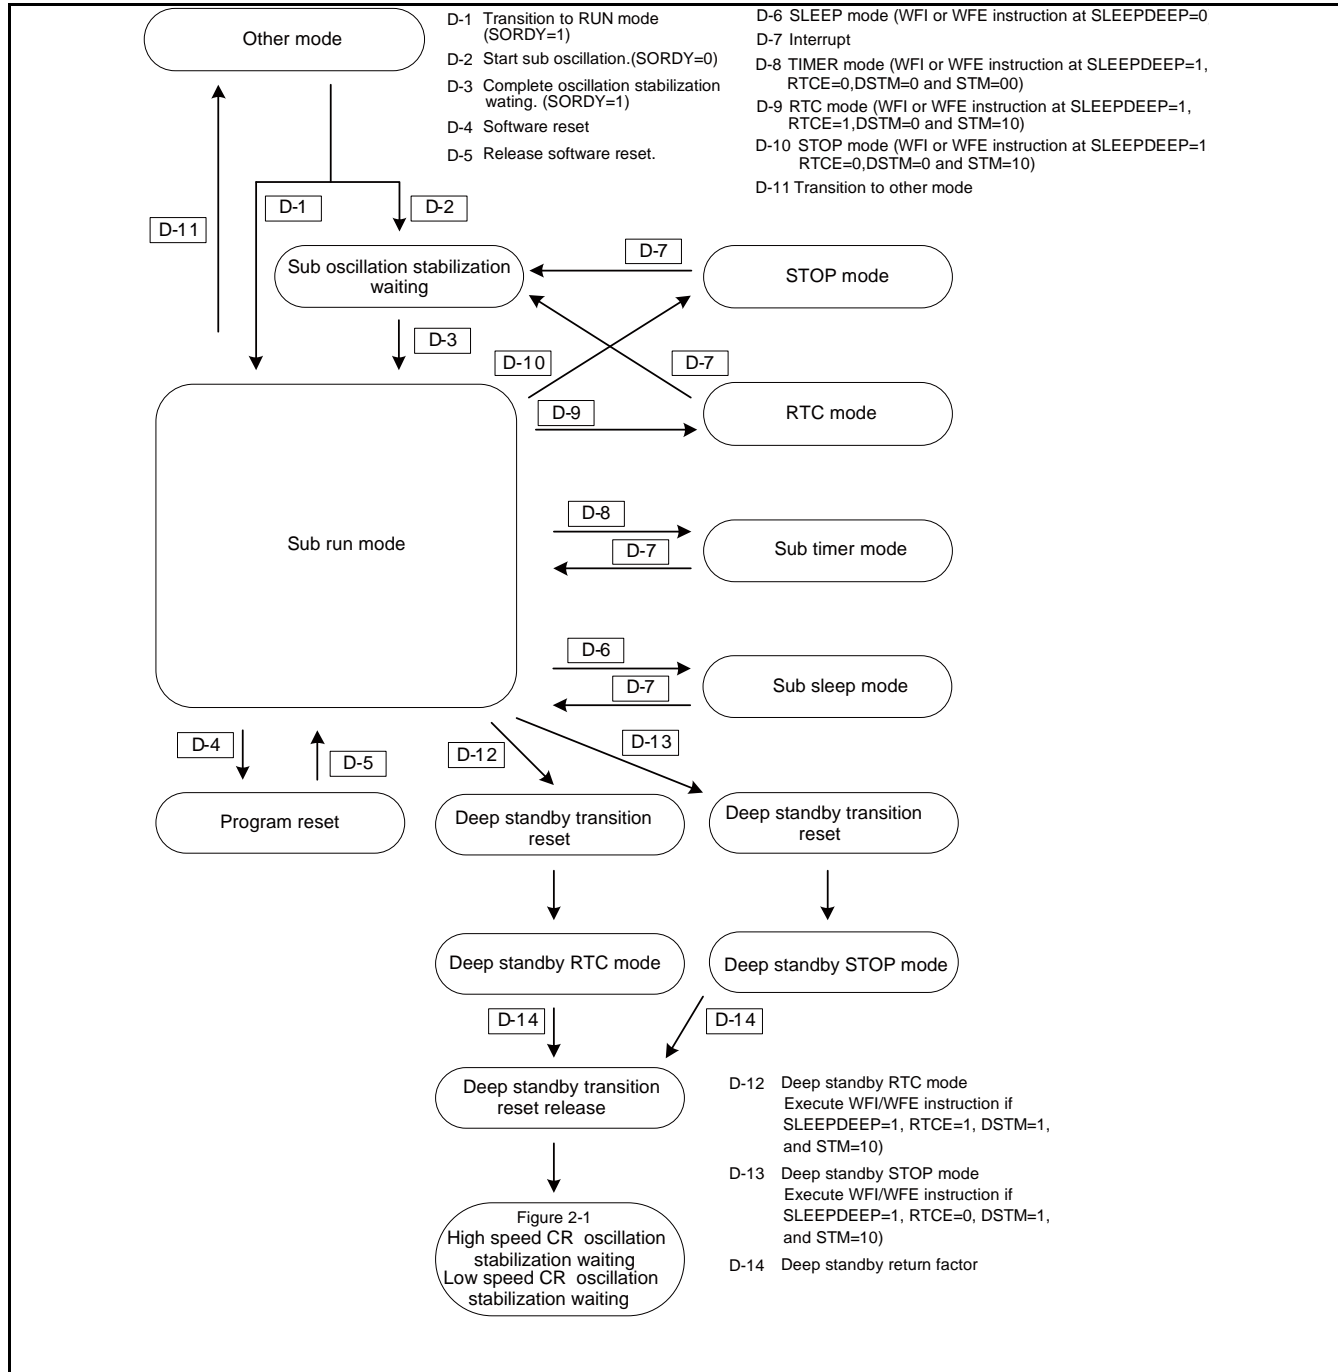 Other mode
D-1 Transition to RUN mode
(SORDY=1)
D-2 Start sub oscillation.(SORDY=0)
D-3 Complete oscillation stabilization
wating. (SORDY=1)
D-4 Software reset
D-5 Release software reset.
D-6 SLEEP mode (WFI or WFE instruction at SLEEPDEEP=0
D-7 Interrupt
D-8 TIMER mode (WFI or WFE instruction at SLEEPDEEP=1,
RTCE=0,DSTM=0 and STM=00)
D-9 RTC mode (WFI or WFE instruction at SLEEPDEEP=1,
RTCE=1,DSTM=0 and STM=10)
D-10 STOP mode (WFI or WFE instruction at SLEEPDEEP=1
RTCE=0,DSTM=0 and STM=10)
D-11 Transition to other mode
D-11
D-1
D-2
Sub oscillation stabilization
waiting
D-7
STOP mode
D-3
D-10
D-7
D-9
RTC mode
Sub run mode
D-8
D-7
Sub timer mode
D-6
D-7
Sub sleep mode
D-4
D-5
D-12
D-13
Program reset
Deep standby transition
reset
Deep standby transition
reset
Deep standby RTC mode
Deep standby STOP mode
D-14
D-14
Deep standby transition
reset release
D-12 Deep standby RTC mode
Execute WFI/WFE instruction if
SLEEPDEEP=1, RTCE=1, DSTM=1,
and STM=10)
D-13 Deep standby STOP mode
Execute WFI/WFE instruction if
SLEEPDEEP=1, RTCE=0, DSTM=1,
and STM=10)
D-14 Deep standby return factor
Figure 2-1
High speed CR oscillation
stabilization waiting
Low speed CR oscillation
stabilization waiting